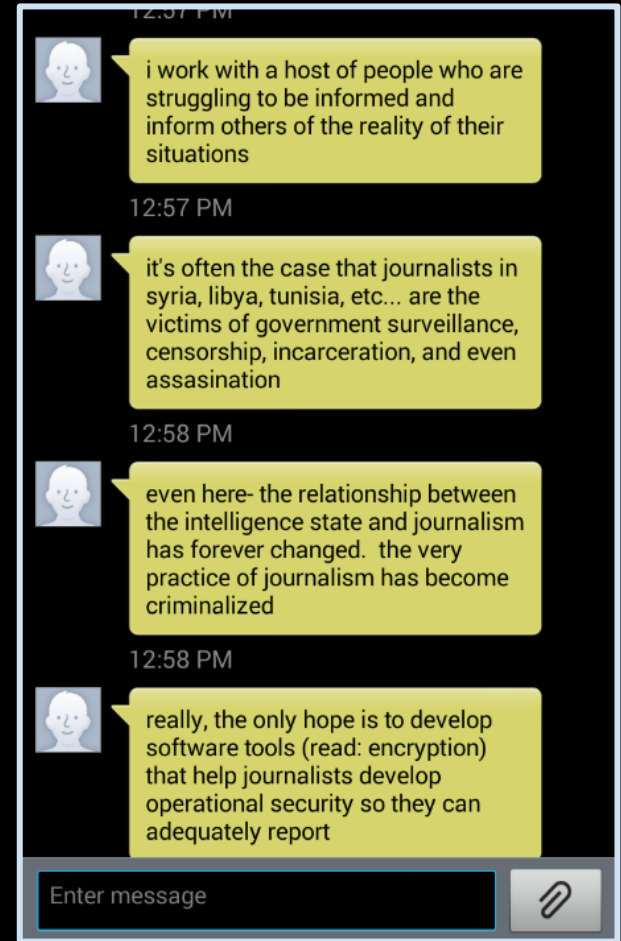 12:57 PM
i work with a host of people who are
struggling to be informed and
inform others of the reality of their
situations
12:57 PM
it's often the case that journalists in
syria, libya, tunisia, etc... are the
victims of government surveillance,
censorship, incarceration, and even
assasination
12:58 PM
even here- the relationship between
the intelligence state and journalism
has forever changed.  the very
practice of journalism has become
criminalized
12:58 PM
really, the only hope is to develop
software tools (read: encryption)
that help journalists develop
operational security so they can
adequately report
Enter message